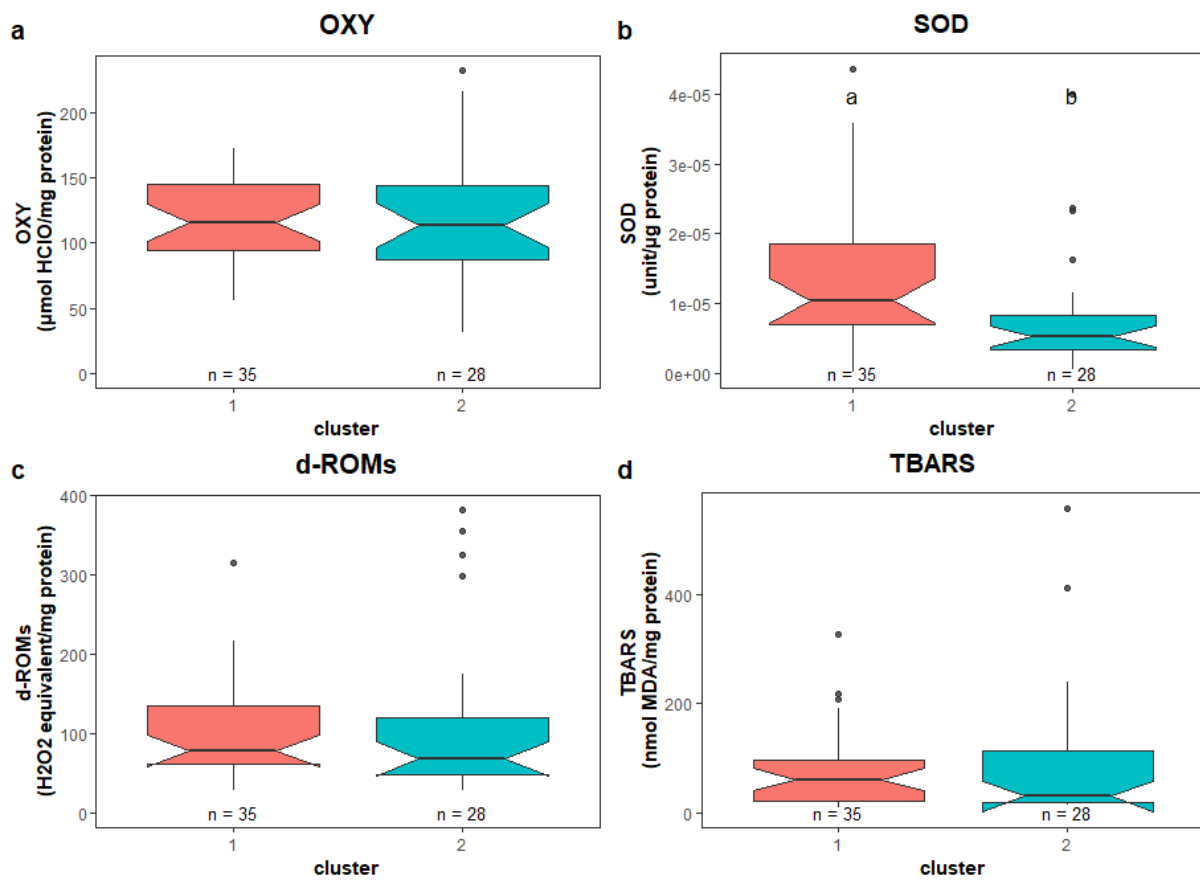 a
OXY
OXY
(µmol HClO/mg protein)
200
150
100
50
0
n = 35
n = 28
1
2
cluster
b
SOD
SOD
(unit/µg protein)
4e-05
3e-05
2e-05
1e-05
0e+00
a
b
n = 35
n = 28
1
2
cluster
c
d-ROMs
d-ROMs
(H2O2 equivalent/mg protein)
400
300
200
100
0
n = 35
n = 28
1
2
cluster
d
TBARS
TBARS
(nmol MDA/mg protein)
400
200
0
n = 35
n = 28
1
2
cluster